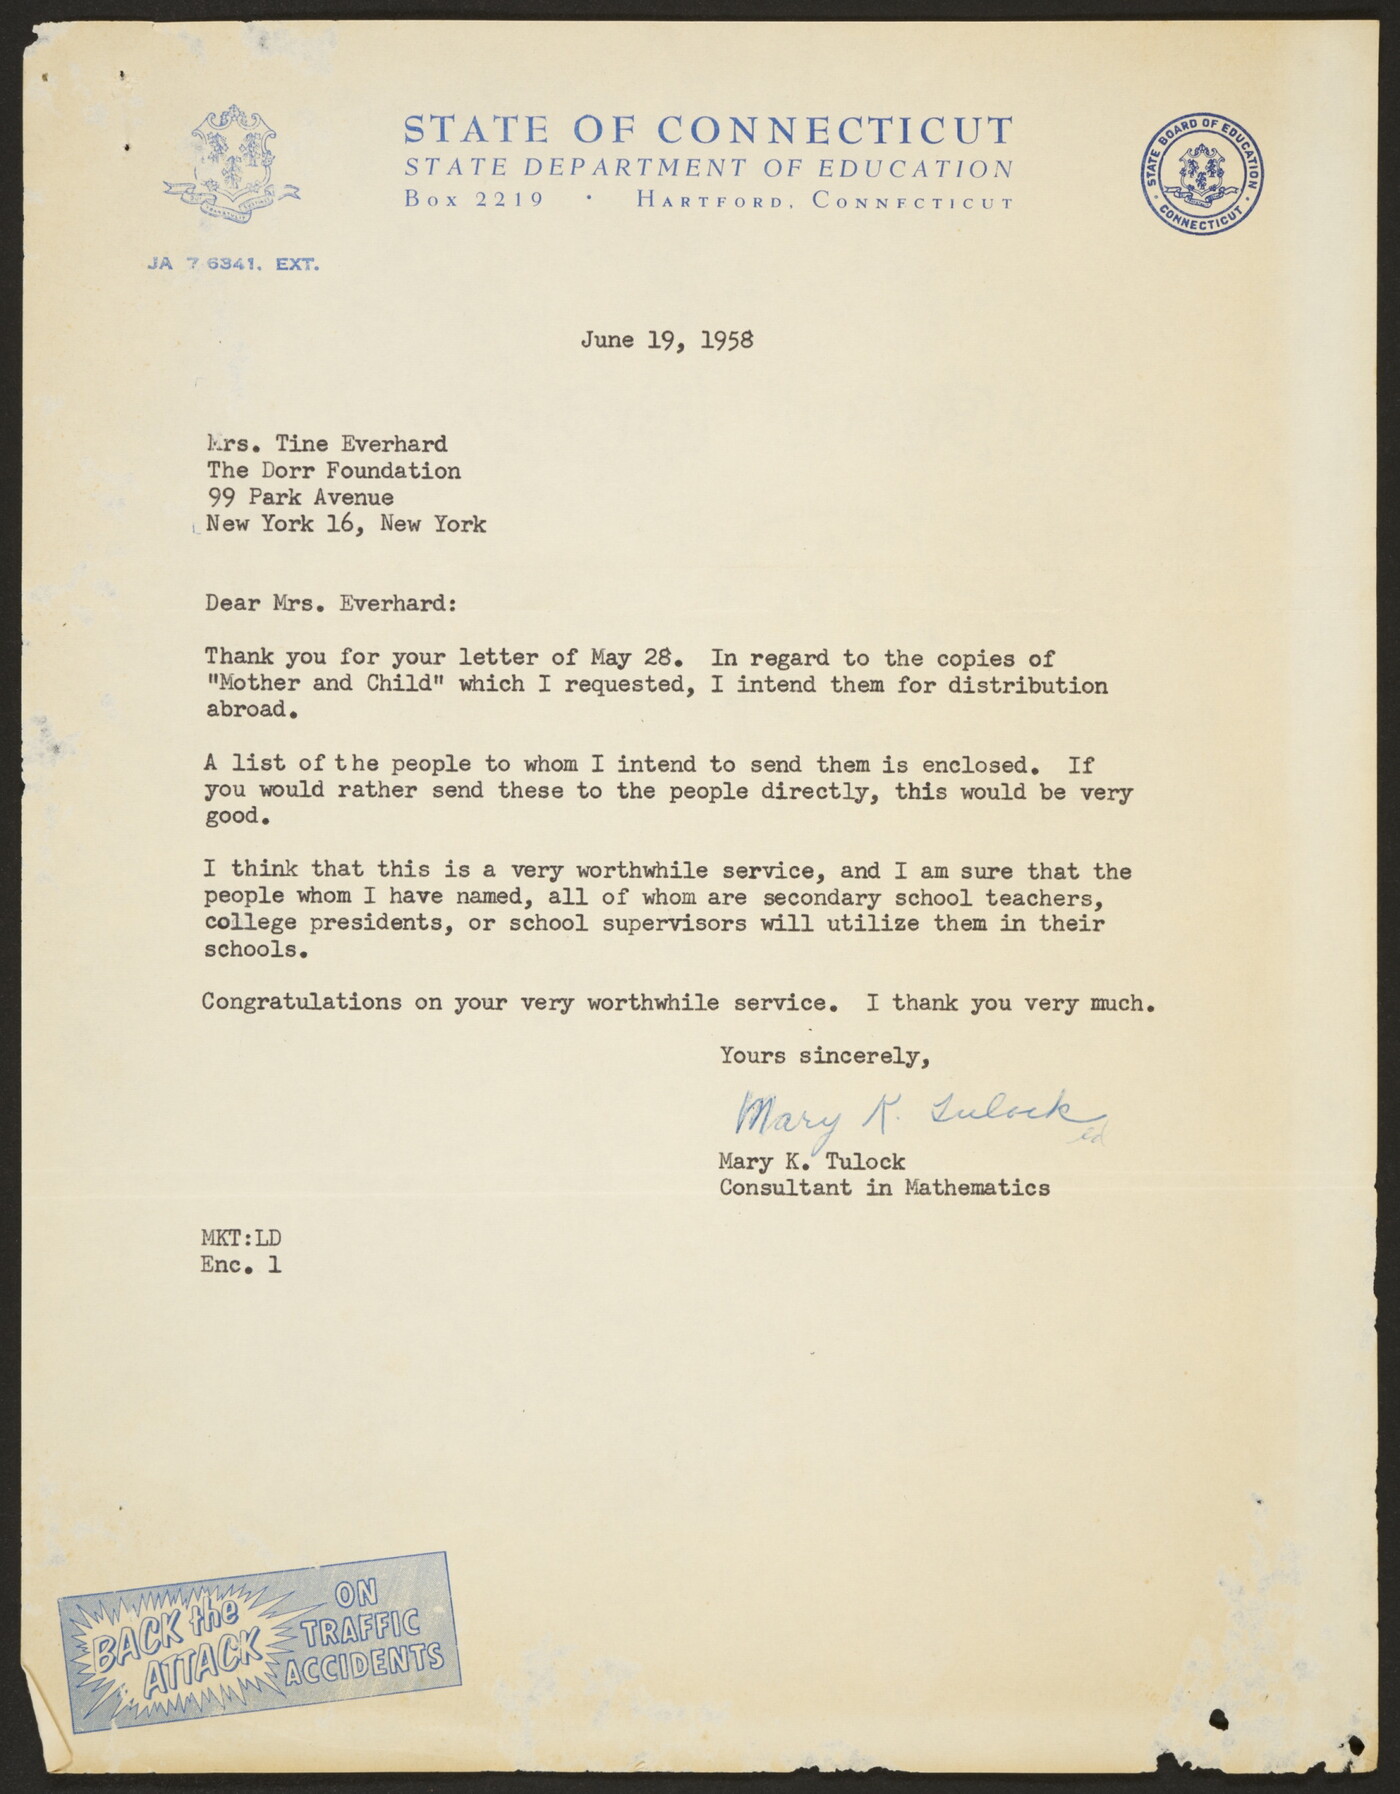 STATE OF CONNECTICUT
STATE DEPARTMENT OF EDUCATION
BOX 2219 • HARTFORD, CONNECTICUT
STATE BOARD OF EDUCATION
• CONNECTICUT •
JA 7-6341, EXT.
June 19, 1958
Mrs. Tine Everhard
The Dorr Foundation
99 Park Avenue
New York 16, New York
Dear Mrs. Everhard:
Thank you for your letter of May 28. In regard to the copies of
"Mother and Child" which I requested, I intend them for distribution
abroad.
A list of the people to whom I intend to send them is enclosed. If
you would rather send these to the people directly, this would be very
good.
I think that this is a very worthwhile service, and I am sure that the
people whom I have named, all of whom are secondary school teachers,
college presidents, or school supervisors will utilize them in their
schools.
Congratulations on your very worthwhile service. I thank you very much.
Yours sincerely,
Mary K. Tulock
ed
Mary K. Tulock
Consultant in Mathematics
MKT:LD
Enc. 1
BACK the
ATTACK
ON
TRAFFIC
ACCIDENTS